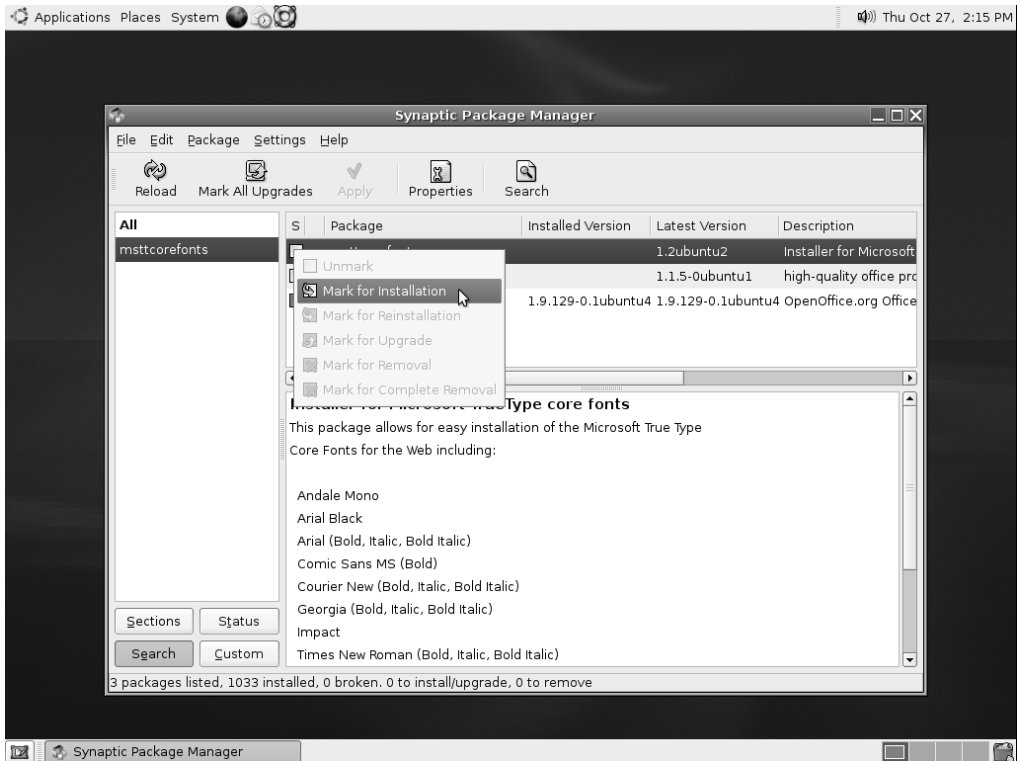 Applications Places System
Thu Oct 27, 2:15 PM
Synaptic Package Manager
File Edit Package Settings Help
Reload Mark All Upgrades Apply Properties Search
All
msttcorefonts
S Package Installed Version Latest Version Description
1.2ubuntu2 Installer for Microsoft
1.1.5-0ubuntu1 high-quality office pro
1.9.129-0.1ubuntu4 1.9.129-0.1ubuntu4 OpenOffice.org Office
Unmark
Mark for Installation
Mark for Reinstallation
Mark for Upgrade
Mark for Removal
Mark for Complete Removal
Installer for Microsoft TrueType core fonts
This package allows for easy installation of the Microsoft True Type
Core Fonts for the Web including:
Andale Mono
Arial Black
Arial (Bold, Italic, Bold Italic)
Comic Sans MS (Bold)
Courier New (Bold, Italic, Bold Italic)
Georgia (Bold, Italic, Bold Italic)
Impact
Times New Roman (Bold, Italic, Bold Italic)
Sections Status
Search Custom
3 packages listed, 1033 installed, 0 broken. 0 to install/upgrade, 0 to remove
Synaptic Package Manager